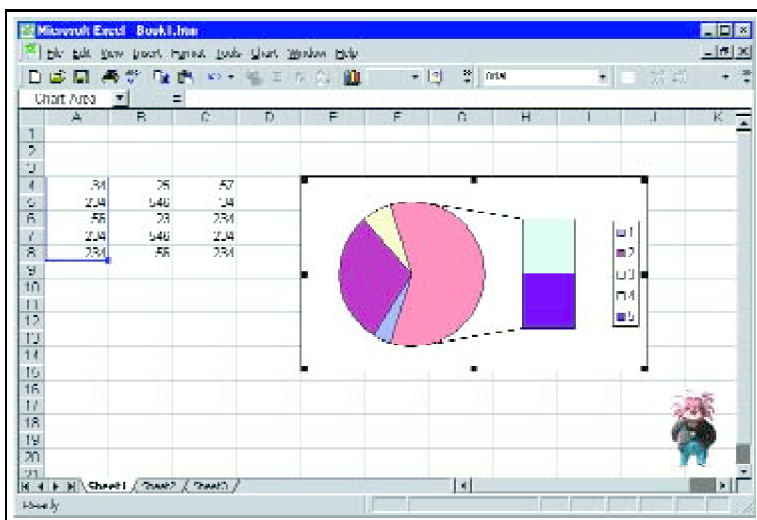 Microsoft Excel - Book1.htm
File Edit View Insert Format Tools Chart Window Help
Arial
Chart Area =
A B C D E F G H I J K
1
2
3
4 34 25 57
5 234 546 34
6 56 23 234
7 234 546 234
8 234 56 234
9
10
11
12
13
14
15
16
17
18
19
20
21
1
2
3
4
5
Sheet1 Sheet2 Sheet3
Ready